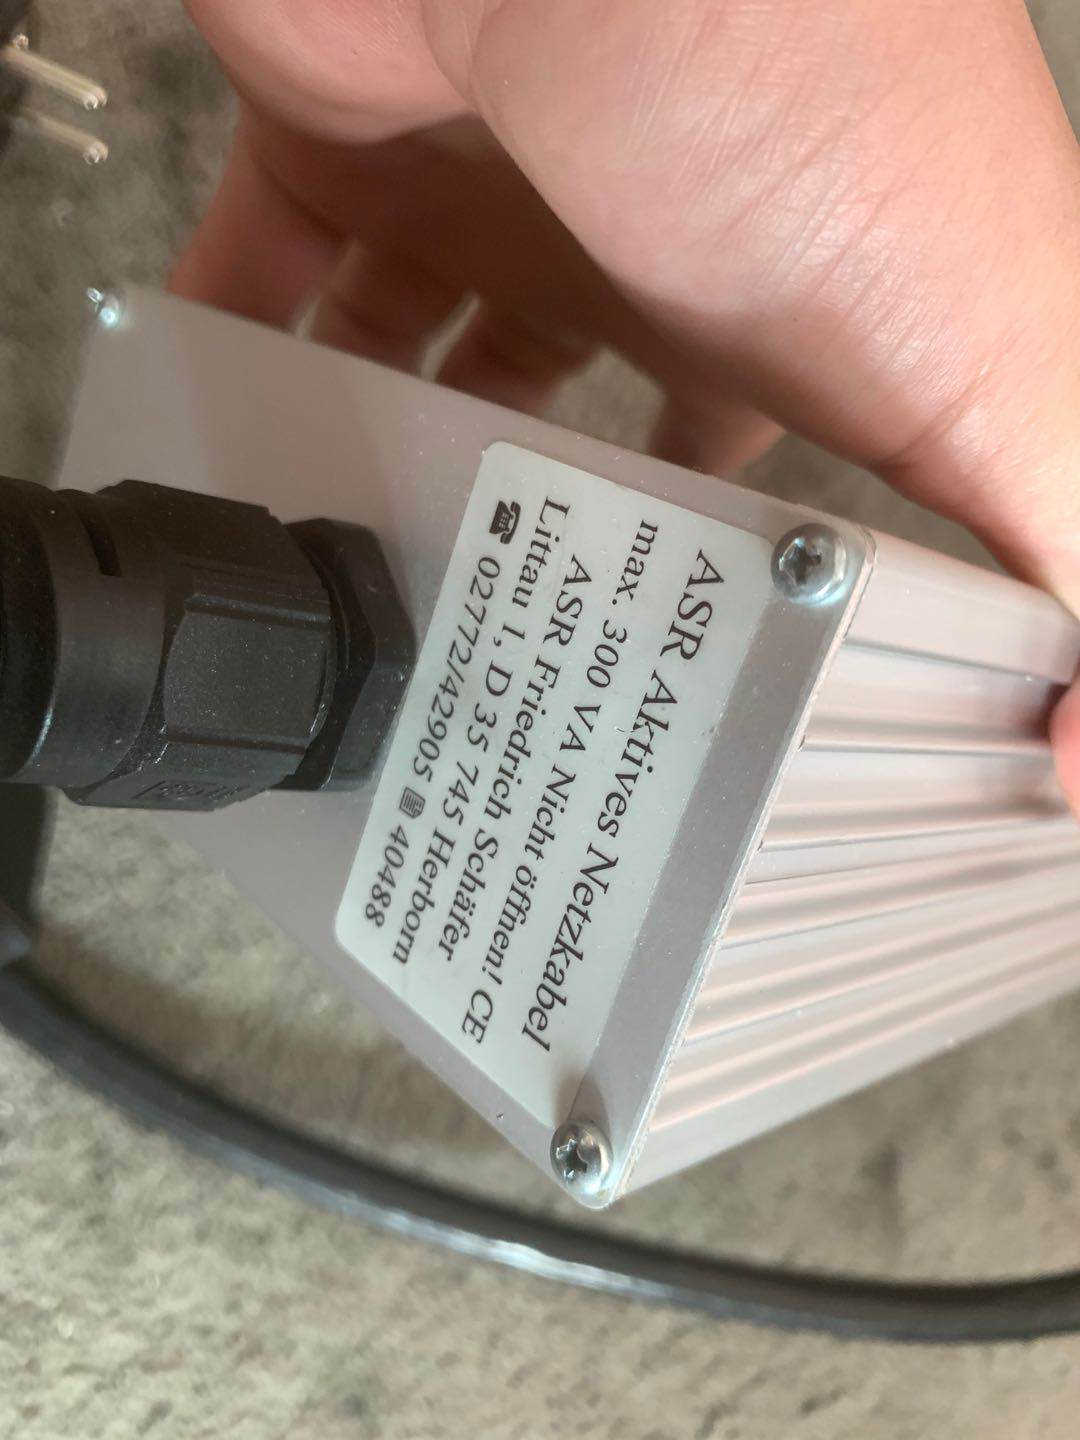 ASR Aktives Netzkabel
max. 300 VA Nicht öffnen! CE
ASR Friedrich Schäfer
Littau 1, D 35 745 Herborn
☎ 02772/42905 📠 40488